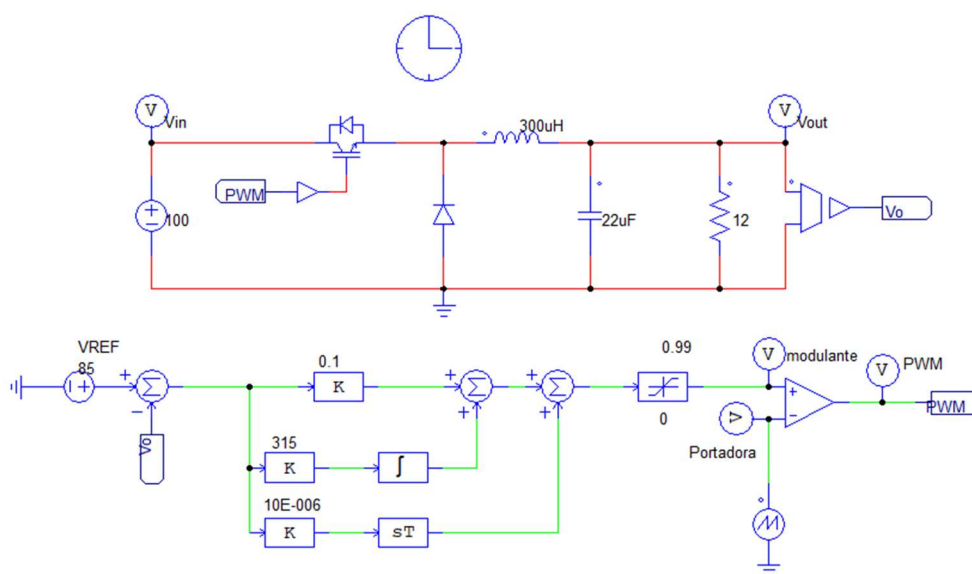 V
Vin
300uH
V
Vout
PWM
100
22uF
12
Vo
VREF
85
0.1
K
0.99
V
modulante
V
PWM
PWM
0
V
Portadora
Vo
315
K
∫
10E-006
K
sT